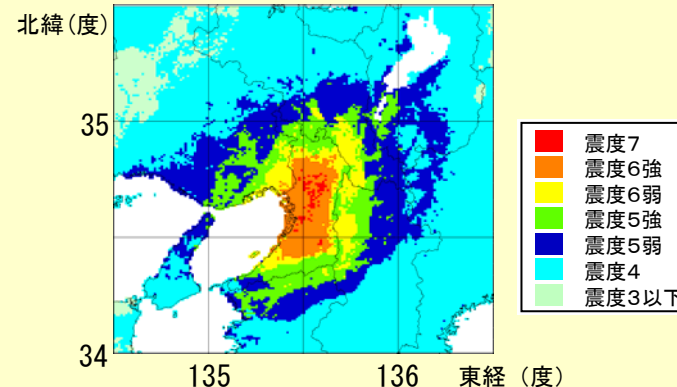 北緯(度)
35
34
135
136
東経（度）
震度7
震度6強
震度6弱
震度5強
震度5弱
震度4
震度3以下